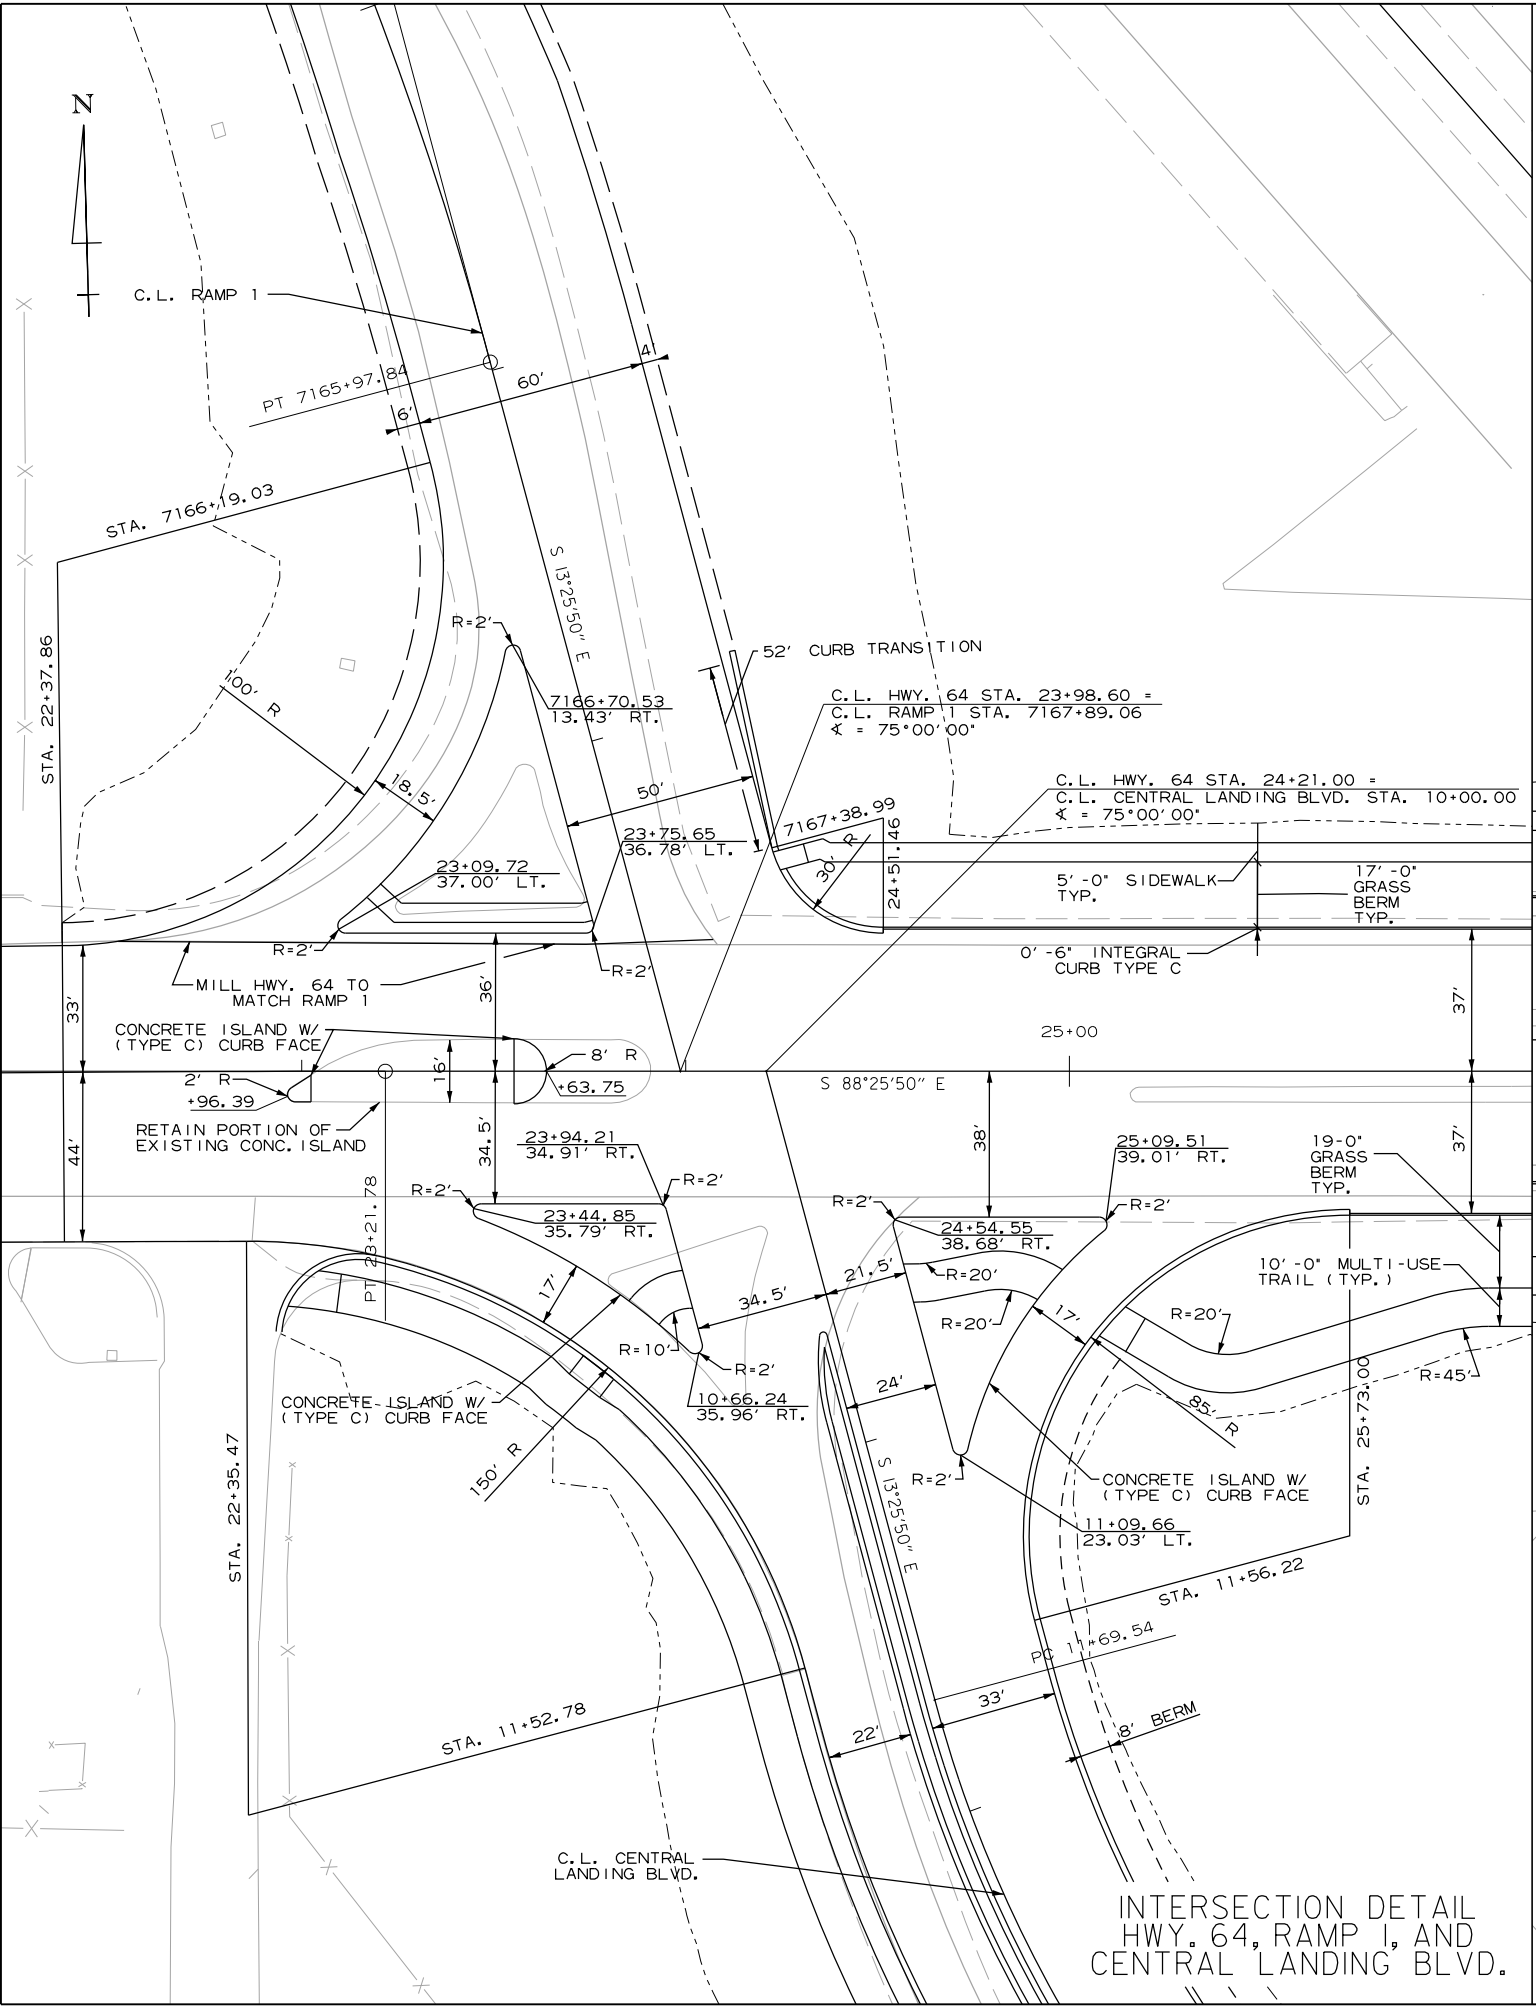 N
C.L. RAMP 1
4'
60'
PT 7165+97.84
6'
STA. 7166+19.03
S 13°25'50" E
R=2'
STA. 22+37.86
52' CURB TRANSITION
100' R
7166+70.53
13.43' RT.
C.L. HWY. 64 STA. 23+98.60 =
C.L. RAMP 1 STA. 7167+89.06
∢ = 75°00'00"
18.5'
50'
C.L. HWY. 64 STA. 24+21.00 =
C.L. CENTRAL LANDING BLVD. STA. 10+00.00
∢ = 75°00'00"
7167+38.99
23+75.65
36.78' LT.
30' R
24+51.46
23+09.72
37.00' LT.
5'-0" SIDEWALK
TYP.
17'-0"
GRASS
BERM
TYP.
R=2'
R=2'
0'-6" INTEGRAL
CURB TYPE C
MILL HWY. 64 TO
MATCH RAMP 1
33'
36'
37'
CONCRETE ISLAND W/
(TYPE C) CURB FACE
25+00
16'
8' R
2' R
+96.39
+63.75
S 88°25'50" E
RETAIN PORTION OF
EXISTING CONC. ISLAND
44'
34.5'
23+94.21
34.91' RT.
38'
25+09.51
39.01' RT.
37'
19-0"
GRASS
BERM
TYP.
R=2'
R=2'
R=2'
R=2'
PT 23+21.78
23+44.85
35.79' RT.
24+54.55
38.68' RT.
10'-0" MULTI-USE
TRAIL (TYP.)
21.5'
R=20'
34.5'
17'
R=20'
17'
R=20'
R=10'
R=2'
R=45'
CONCRETE ISLAND W/
(TYPE C) CURB FACE
10+66.24
35.96' RT.
24'
85' R
STA. 25+73.00
STA. 22+35.47
150' R
S 13°25'50" E
R=2'
CONCRETE ISLAND W/
(TYPE C) CURB FACE
11+09.66
23.03' LT.
STA. 11+56.22
PC 11+69.54
STA. 11+52.78
33'
22'
8' BERM
C.L. CENTRAL
LANDING BLVD.
INTERSECTION DETAIL
HWY. 64, RAMP 1, AND
CENTRAL LANDING BLVD.